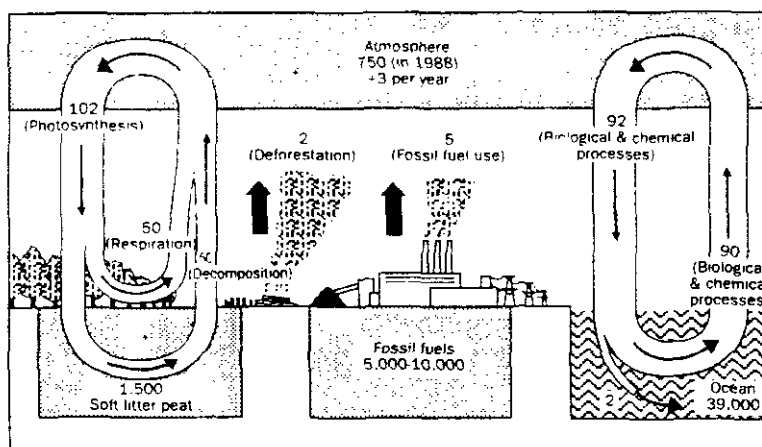 Atmosphere
750 (in 1988)
+3 per year
102
(Photosynthesis)
2
(Deforestation)
5
(Fossil fuel use)
92
(Biological & chemical
processes)
50
(Respiration)
(Decomposition)
90
(Biological
& chemical
processes)
1.500
Soft litter peat
Fossil fuels
5.000-10.000
2
Ocean
39.000